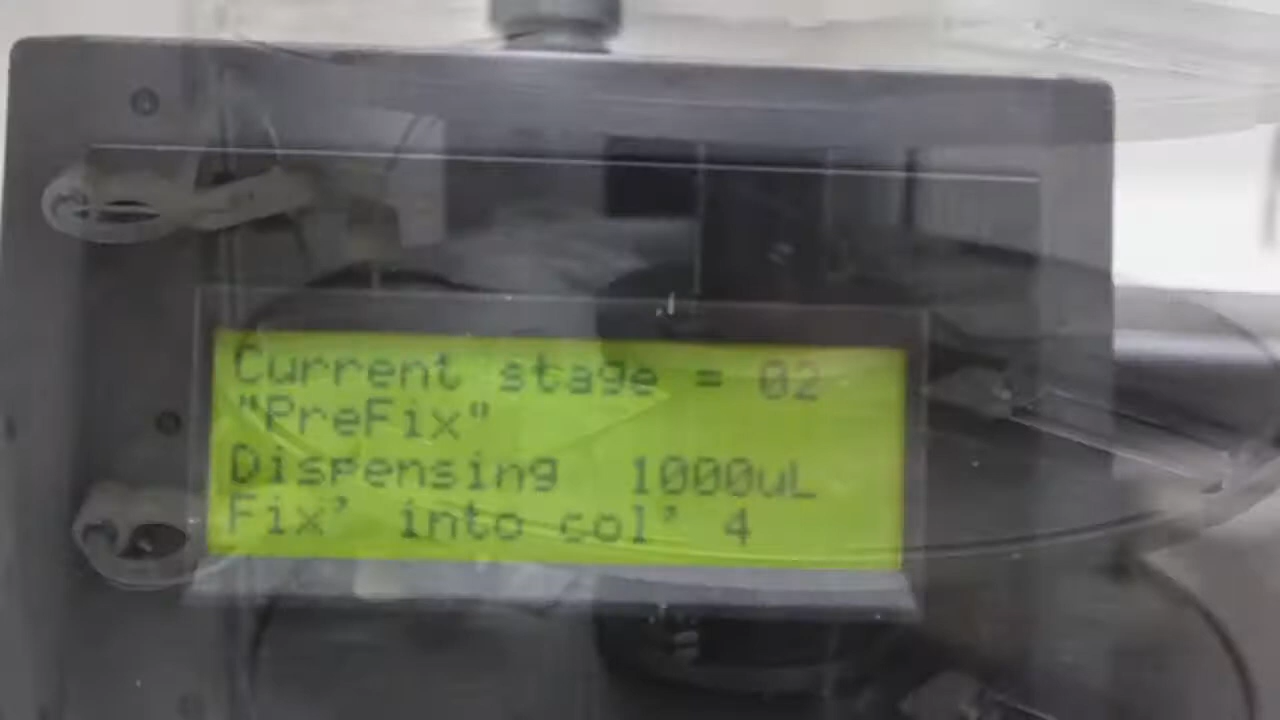 Current stage = 02
"PreFix"
Dispensing 1000uL
Fix' into col' 4